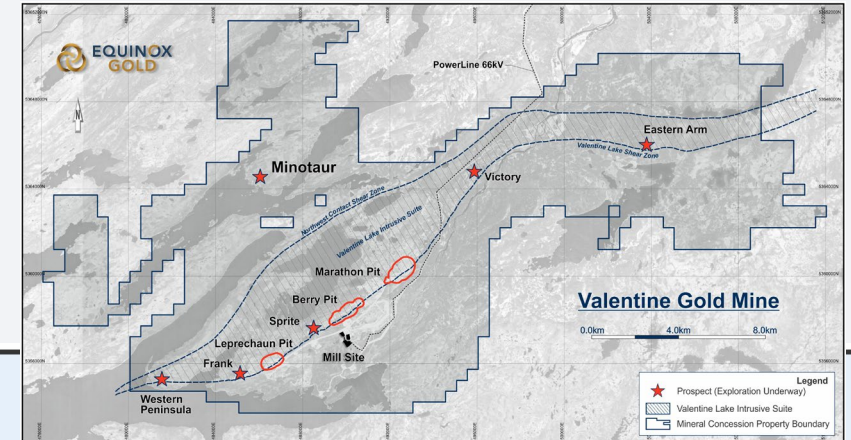 EQUINOX
GOLD
N
PowerLine 66kV
Eastern Arm
Valentine Lake Shear Zone
Minotaur
Victory
Northwest Contact Shear Zone
Valentine Lake Intrusive Suite
Marathon Pit
Berry Pit
Sprite
Leprechaun Pit
Mill Site
Frank
Western
Peninsula
Valentine Gold Mine
0.0km 4.0km 8.0km
Legend
Prospect (Exploration Underway)
Valentine Lake Intrusive Suite
Mineral Concession Property Boundary